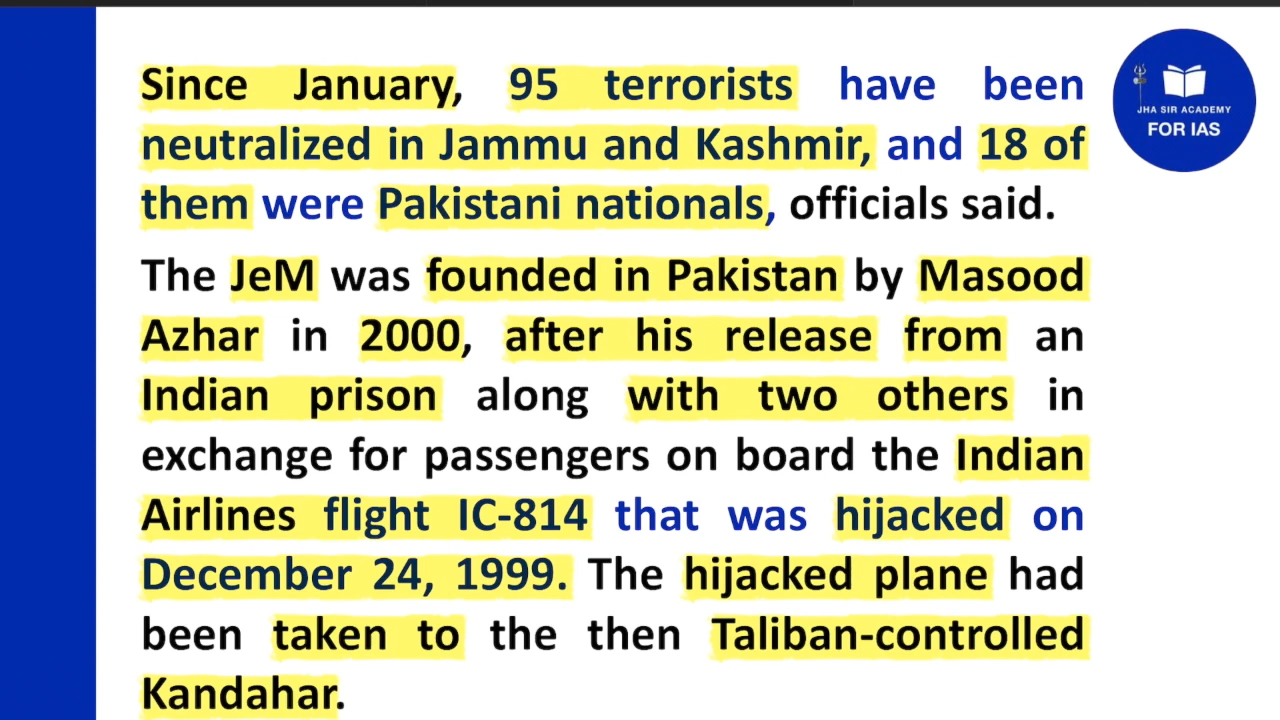 Since January, 95 terrorists have been
neutralized in Jammu and Kashmir, and 18 of
them were Pakistani nationals, officials said.
The JeM was founded in Pakistan by Masood
Azhar in 2000, after his release from an
Indian prison along with two others in
exchange for passengers on board the Indian
Airlines flight IC-814 that was hijacked on
December 24, 1999. The hijacked plane had
been taken to the then Taliban-controlled
Kandahar.
JHA SIR ACADEMY
FOR IAS